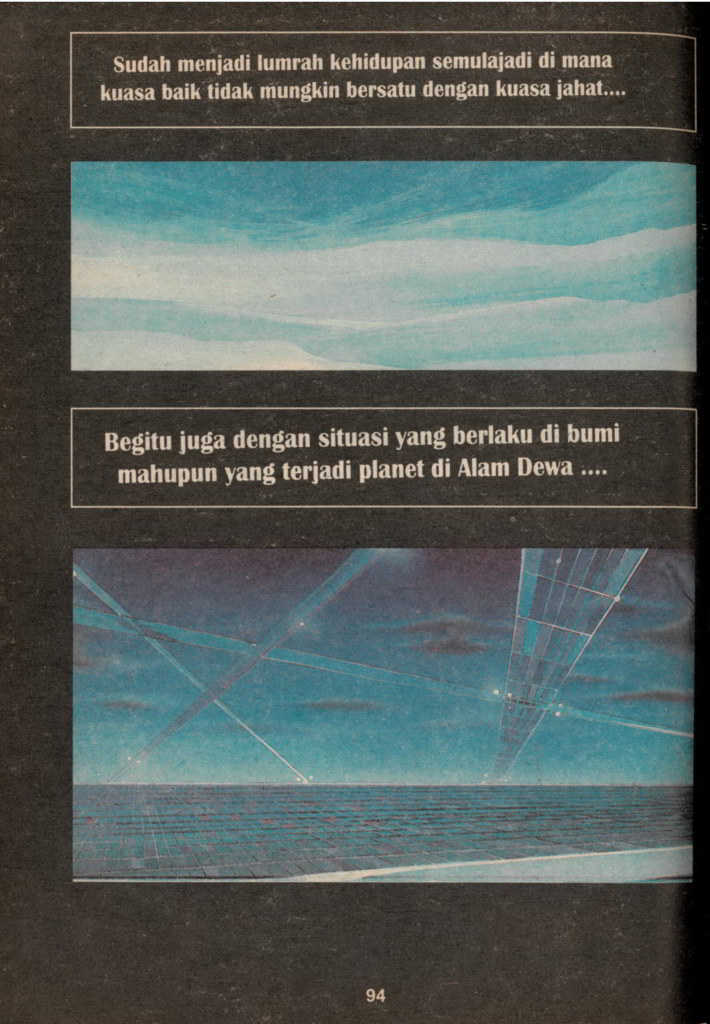 Sudah menjadi lumrah kehidupan semulajadi di mana
kuasa baik tidak mungkin bersatu dengan kuasa jahat....
Begitu juga dengan situasi yang berlaku di bumi
mahupun yang terjadi planet di Alam Dewa ....
94